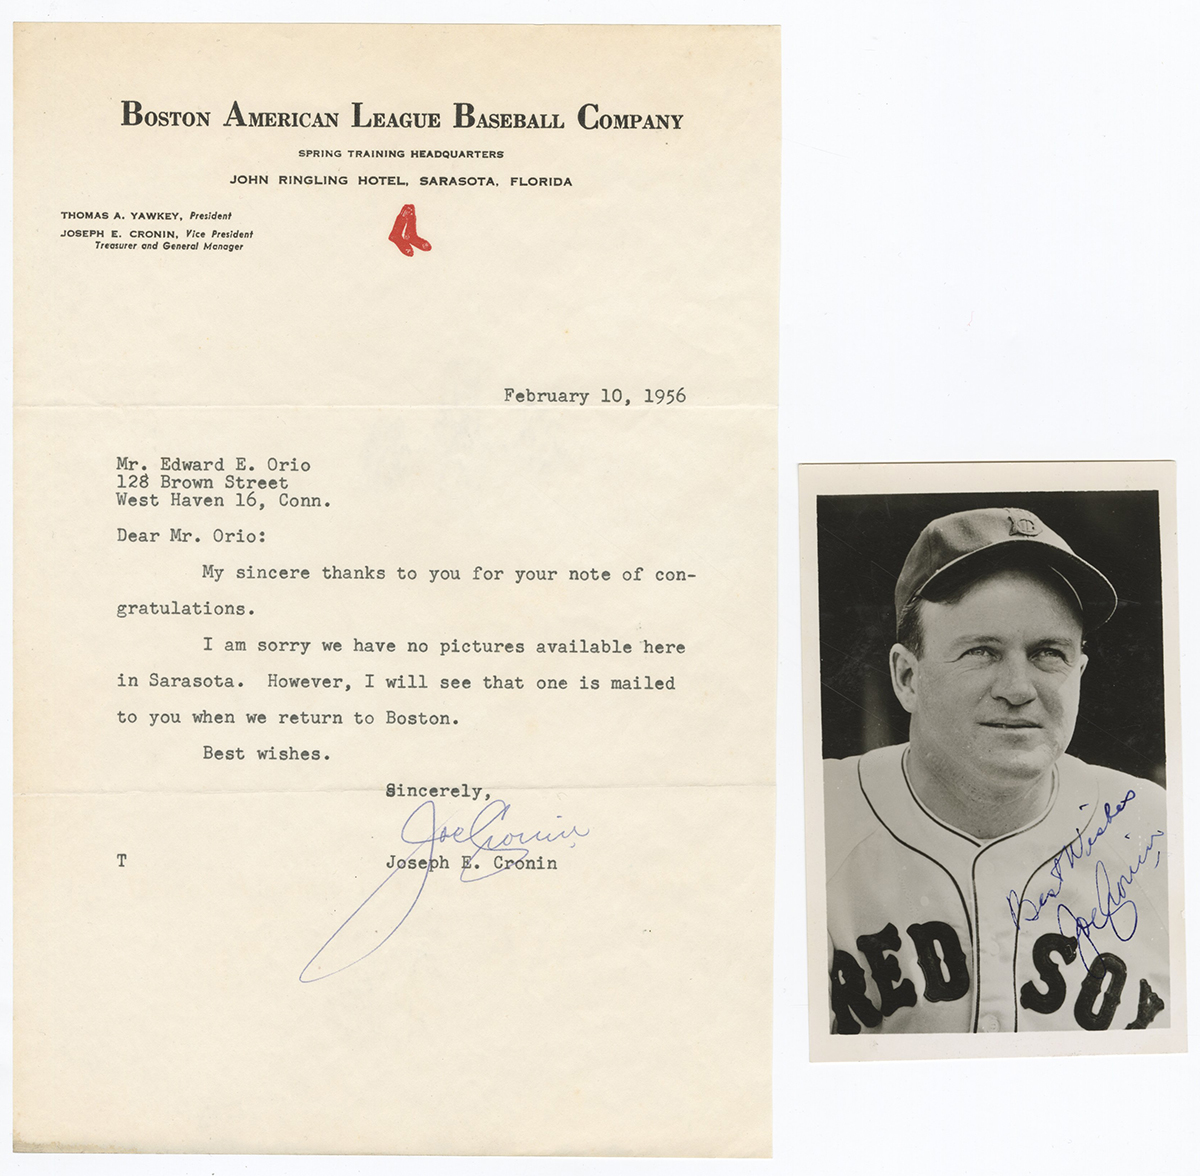 BOSTON AMERICAN LEAGUE BASEBALL COMPANY
SPRING TRAINING HEADQUARTERS
JOHN RINGLING HOTEL, SARASOTA, FLORIDA
THOMAS A. YAWKEY, President
JOSEPH E. CRONIN, Vice President
Treasurer and General Manager
February 10, 1956
Mr. Edward E. Orio
128 Brown Street
West Haven 16, Conn.
Dear Mr. Orio:
My sincere thanks to you for your note of con-
gratulations.
I am sorry we have no pictures available here
in Sarasota. However, I will see that one is mailed
to you when we return to Boston.
Best wishes.
Sincerely,
Joe Cronin
T Joseph E. Cronin
B
Best Wishes
Joe Cronin
RED SOX